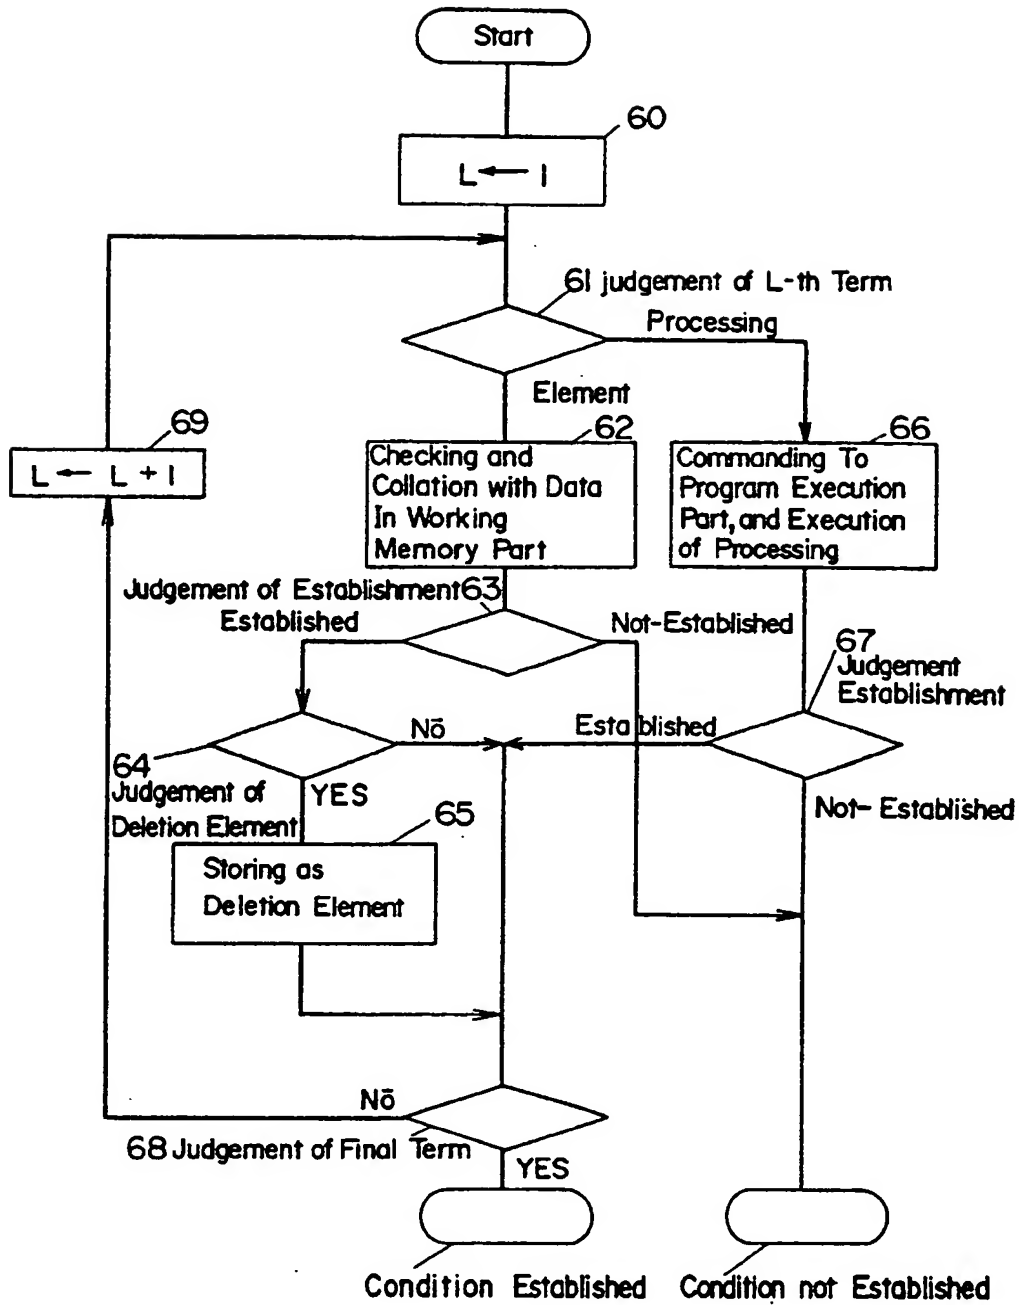 Start
60
L ← 1
61 judgement of L-th Term
Processing
Element
69
L ← L + 1
62
Checking and
Collation with Data
In Working
Memory Part
66
Commanding To
Program Execution
Part, and Execution
of Processing
Judgement of Establishment 63
Established
Not-Established
67
Judgement
Establishment
No
Established
64
Judgement of
Deletion Element
YES
Not-Established
65
Storing as
Deletion Element
No
68 Judgement of Final Term
YES
Condition Established
Condition not Established